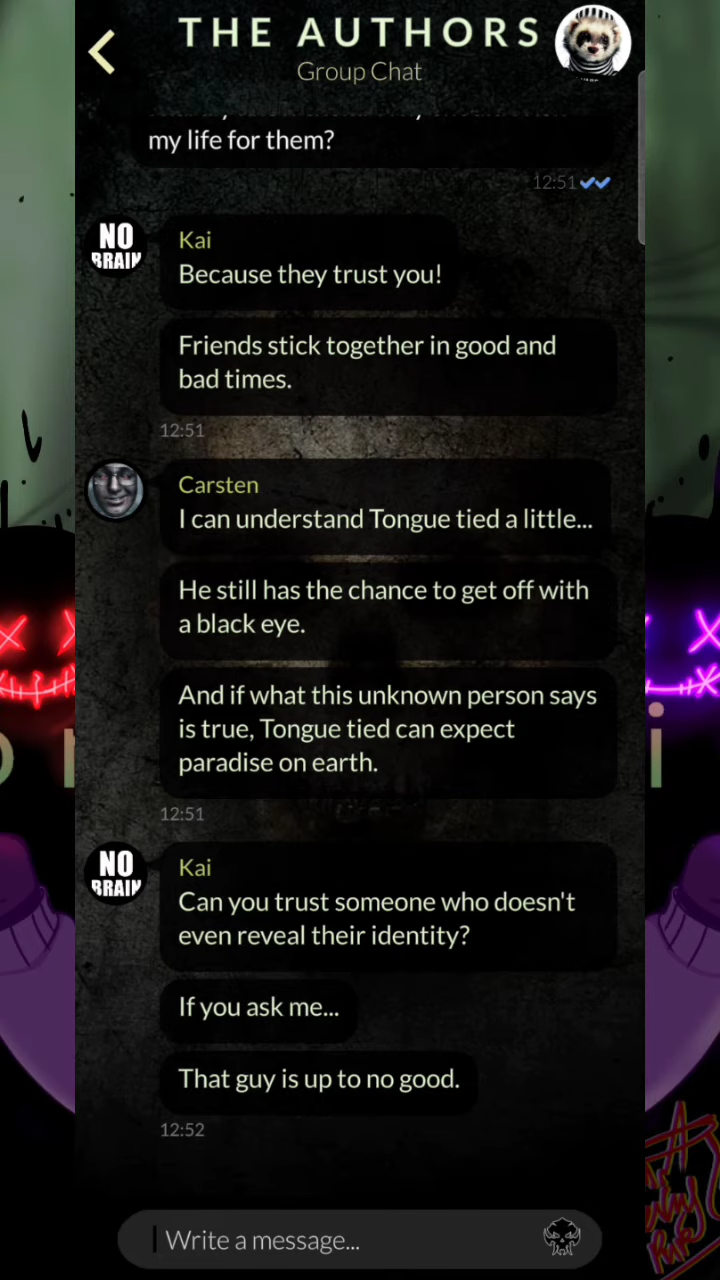 THE AUTHORS
Group Chat
my life for them?
12:51
NO
BRAIN
Kai
Because they trust you!
Friends stick together in good and
bad times.
12:51
Carsten
I can understand Tongue tied a little...
He still has the chance to get off with
a black eye.
And if what this unknown person says
is true, Tongue tied can expect
paradise on earth.
12:51
NO
BRAIN
Kai
Can you trust someone who doesn't
even reveal their identity?
If you ask me...
That guy is up to no good.
12:52
Write a message...